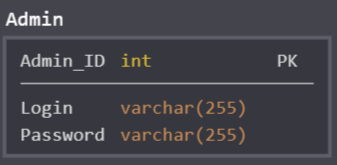 Admin
Admin_ID int PK
Login varchar(255)
Password varchar(255)